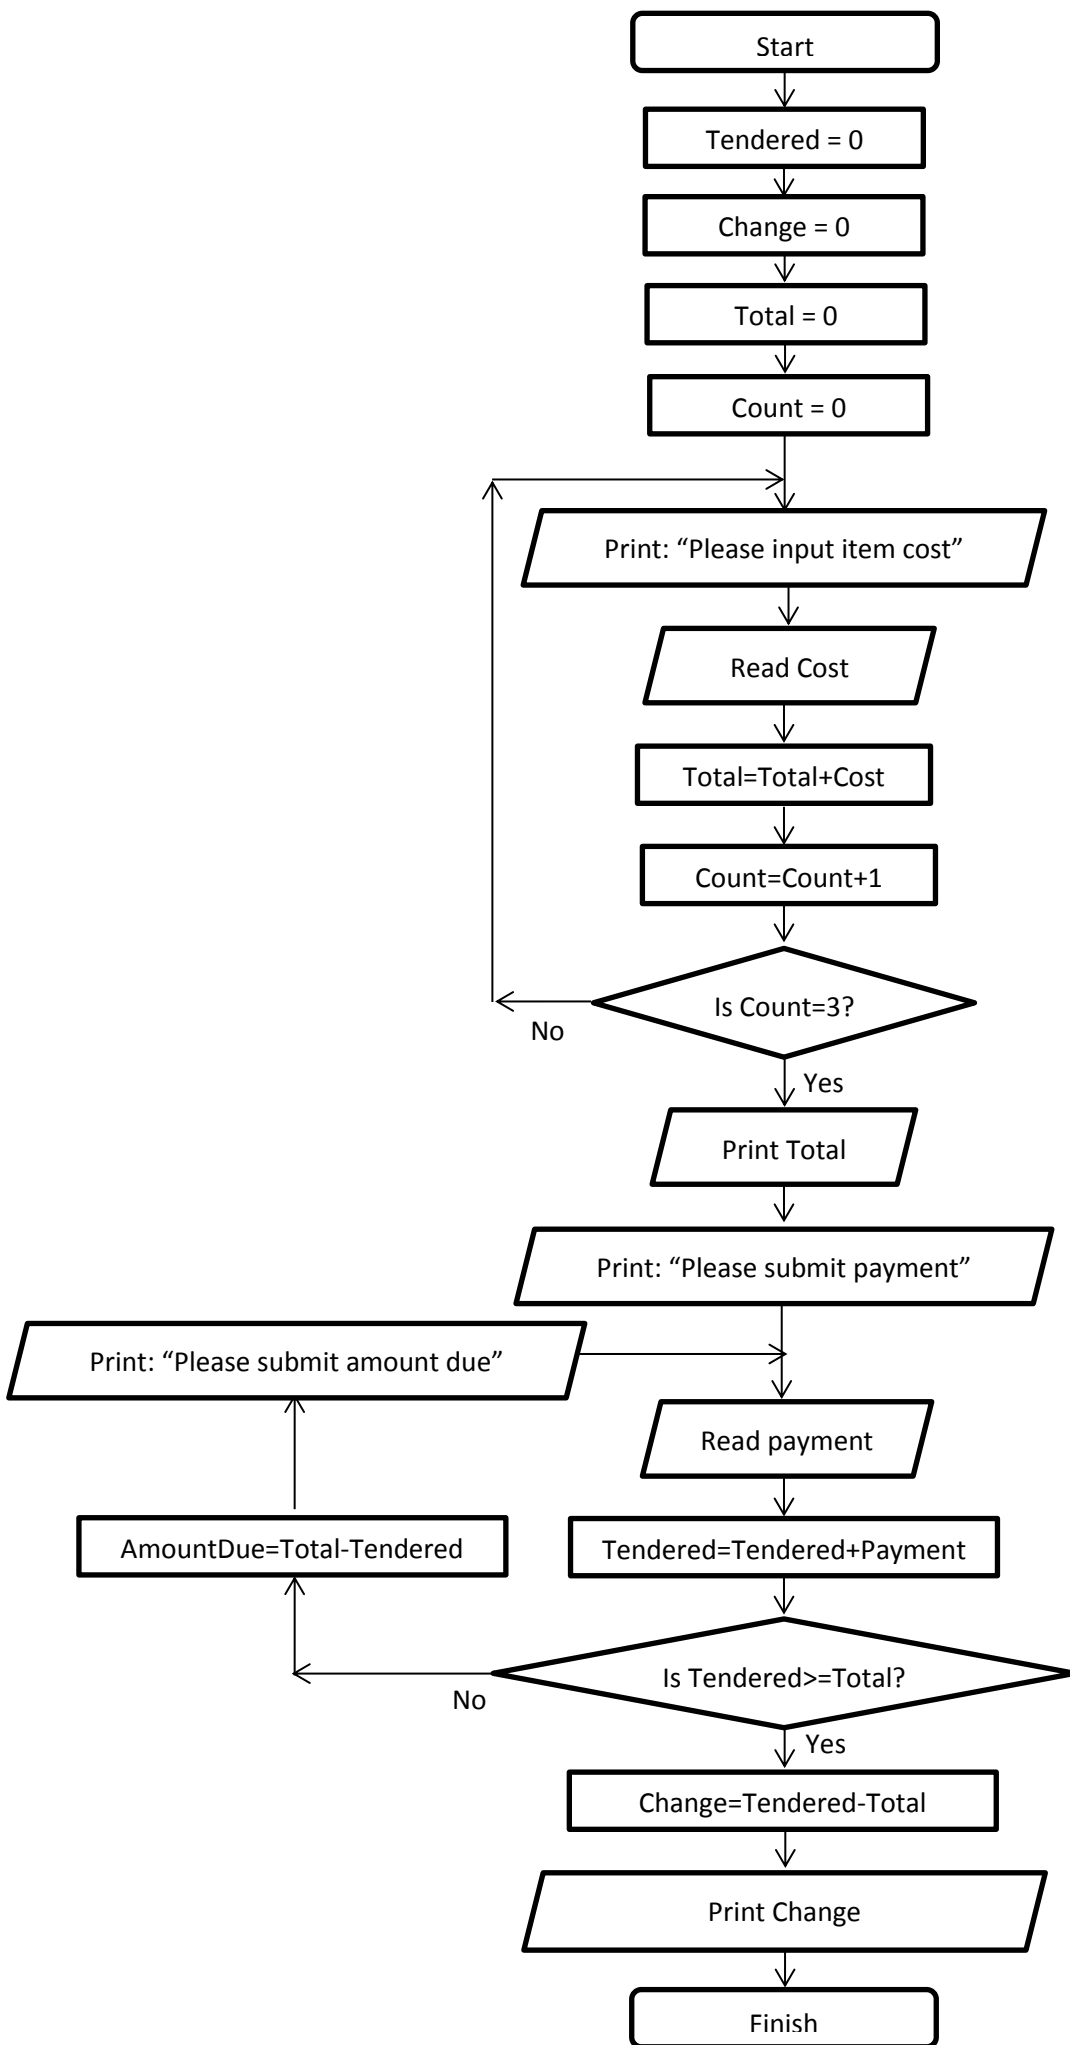 Start
Tendered = 0
Change = 0
Total = 0
Count = 0
Print: “Please input item cost”
Read Cost
Total=Total+Cost
Count=Count+1
Is Count=3?
No
Yes
Print Total
Print: “Please submit payment”
Print: “Please submit amount due”
Read payment
AmountDue=Total-Tendered
Tendered=Tendered+Payment
Is Tendered>=Total?
No
Yes
Change=Tendered-Total
Print Change
Finish